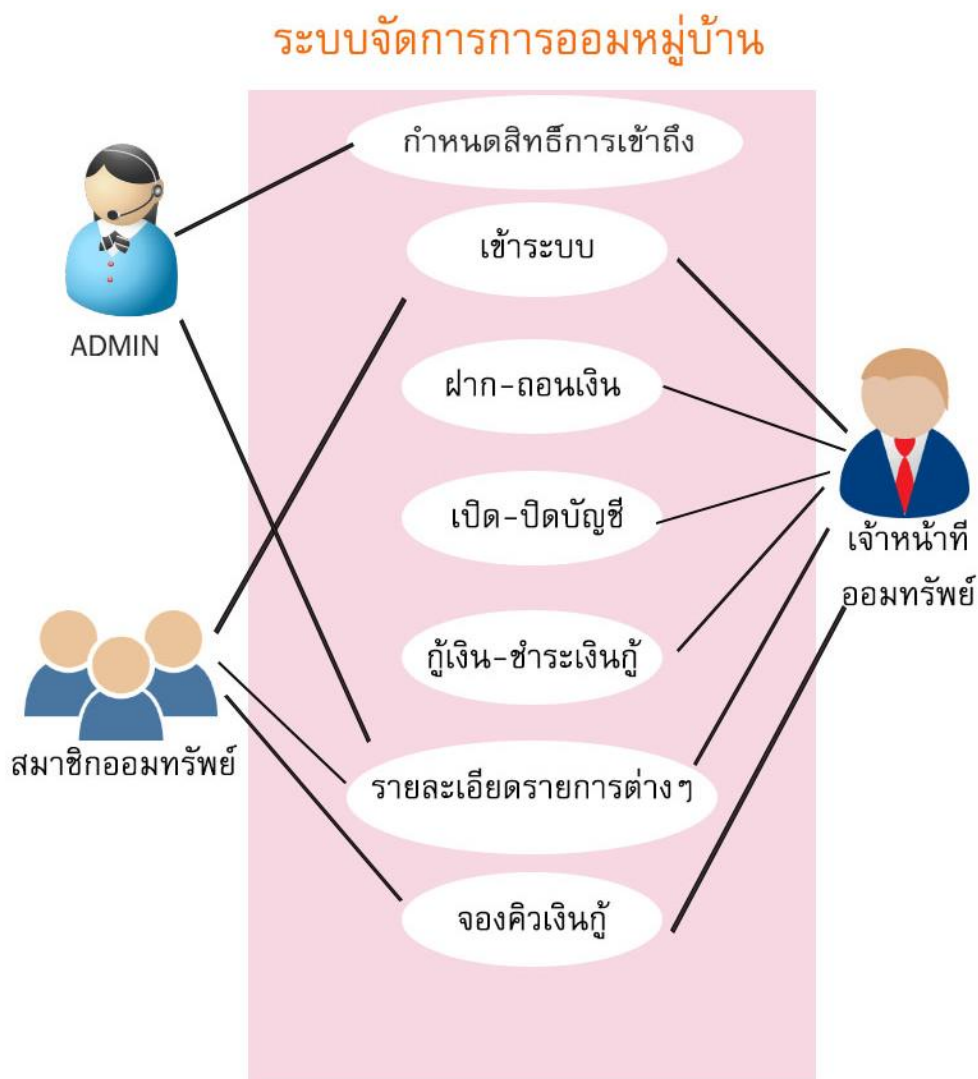 ระบบจัดการการออมหมู่บ้าน
กำหนดสิทธิ์การเข้าถึง
เข้าระบบ
ADMIN
ฝาก-ถอนเงิน
เปิด-ปิดบัญชี
เจ้าหน้าที่
ออมทรัพย์
กู้เงิน-ชำระเงินกู้
สมาชิกออมทรัพย์
รายละเอียดรายการต่างๆ
จองคิวเงินกู้